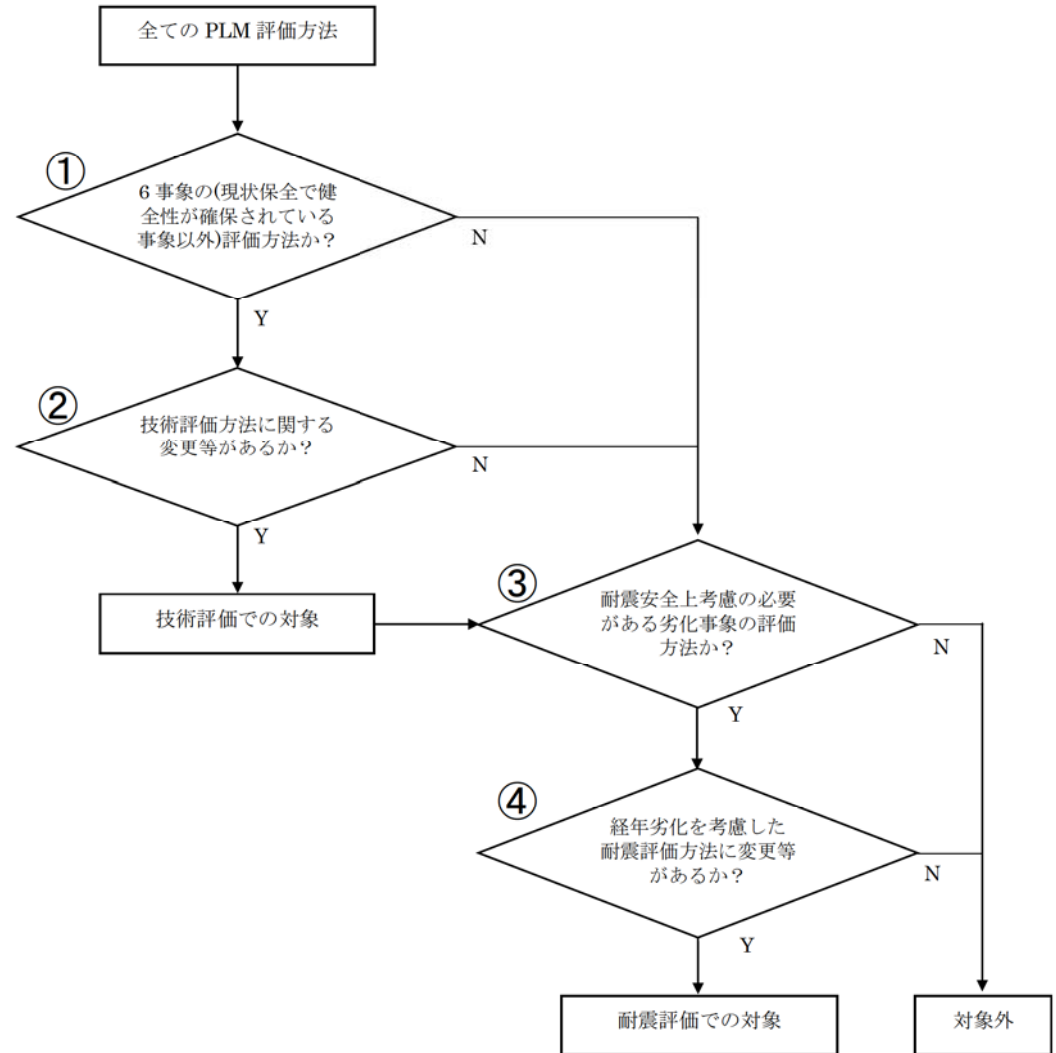 全ての PLM 評価方法
①
6 事象の(現状保全で健
全性が確保されている
事象以外)評価方法か？
N
Y
②
技術評価方法に関する
変更等があるか？
N
Y
技術評価での対象
③
耐震安全上考慮の必要
がある劣化事象の評価
方法か？
N
Y
④
経年劣化を考慮した
耐震評価方法に変更等
があるか？
N
Y
耐震評価での対象
対象外